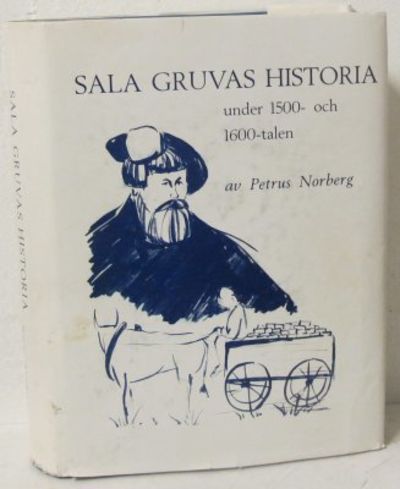 SALA GRUVAS HISTORIA
under 1500- och
1600-talen
av Petrus Norberg
SALA GRUVAS HISTORIA